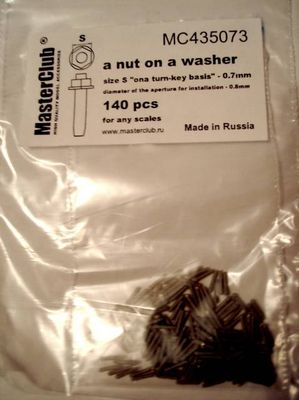 MasterClub
HIGH QUALITY MODEL ACCESSORIES
S
MC435073
a nut on a washer
size S "ona turn-key basis" - 0.7mm
diameter of the aperture for installation - 0.8mm
140 pcs
for any scales
www.masterclub.ru
Made in Russia